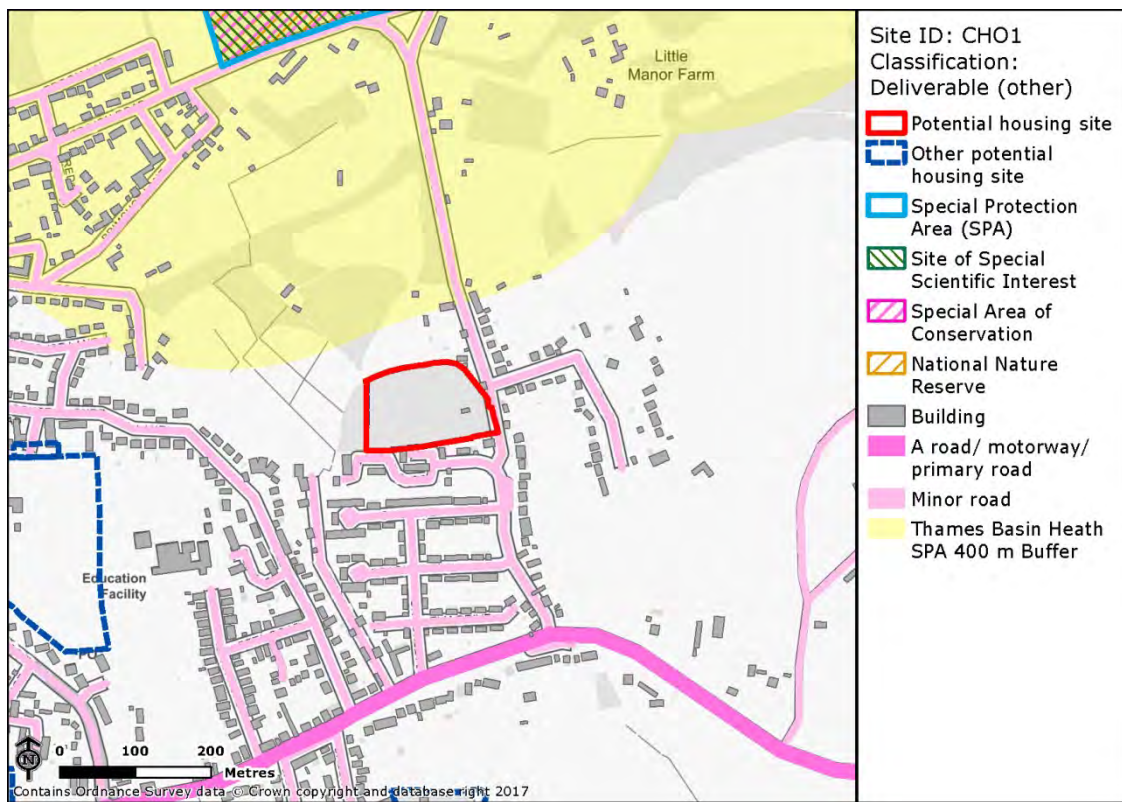 Site ID: CHO1
Classification:
Deliverable (other)
Potential housing site
Other potential
housing site
Special Protection
Area (SPA)
Site of Special
Scientific Interest
Special Area of
Conservation
National Nature
Reserve
Building
A road/ motorway/
primary road
Minor road
Thames Basin Heath
SPA 400 m Buffer
Little
Manor Farm
Education
Facility
N
0 100 200
Metres
Contains Ordnance Survey data © Crown copyright and database right 2017